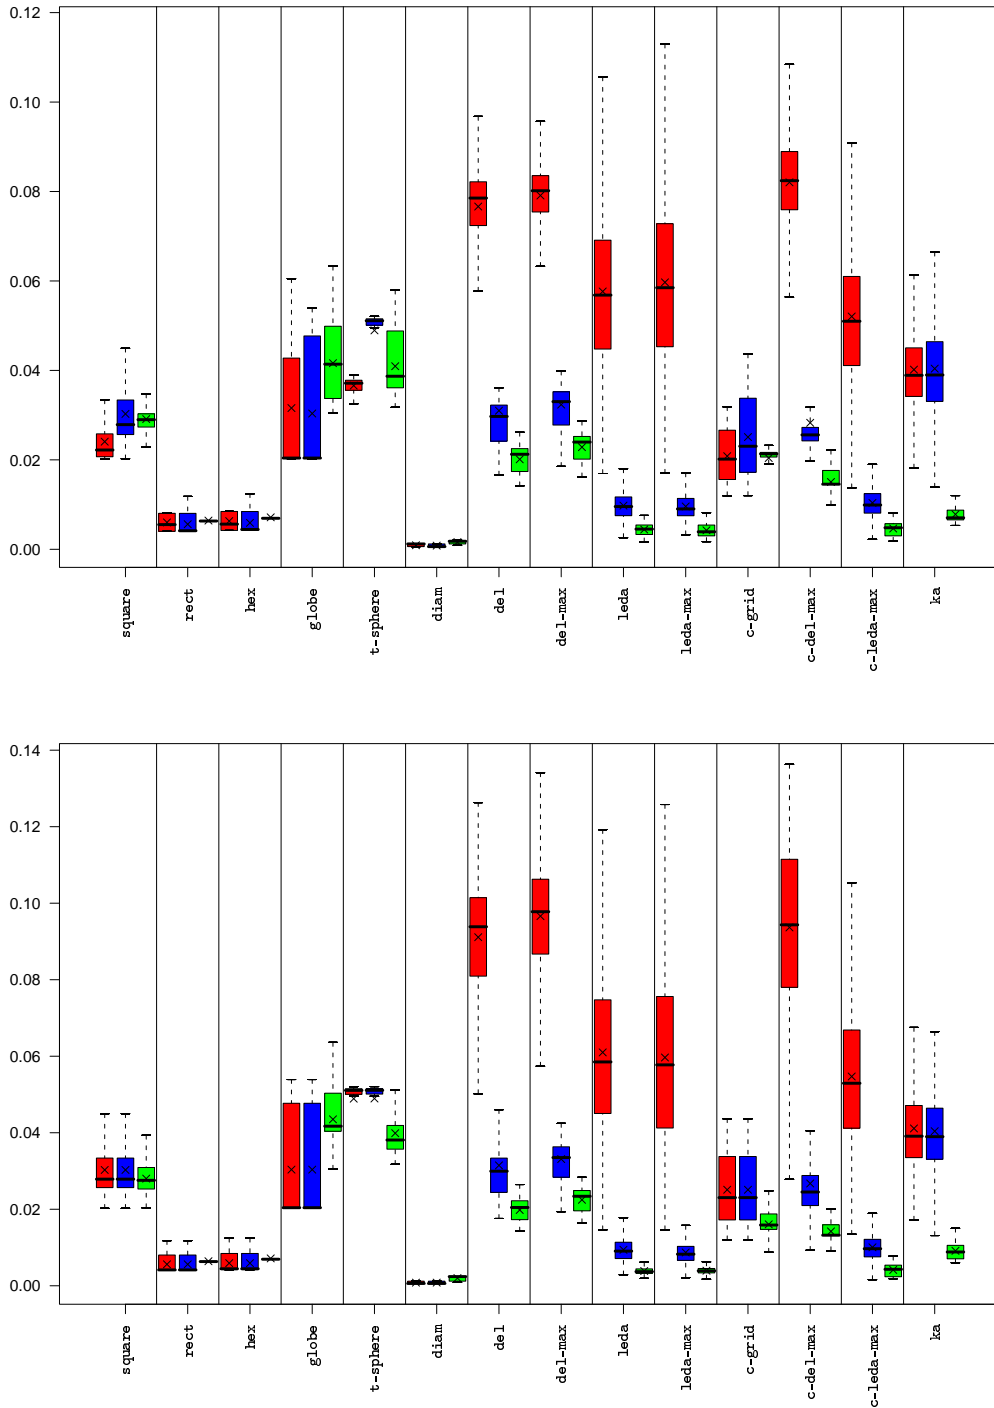 0.12
0.10
0.08
0.06
0.04
0.02
0.00
square
rect
hex
globe
t-sphere
diam
del
del-max
leda
leda-max
c-grid
c-del-max
c-leda-max
ka
0.14
0.12
0.10
0.08
0.06
0.04
0.02
0.00
square
rect
hex
globe
t-sphere
diam
del
del-max
leda
leda-max
c-grid
c-del-max
c-leda-max
ka